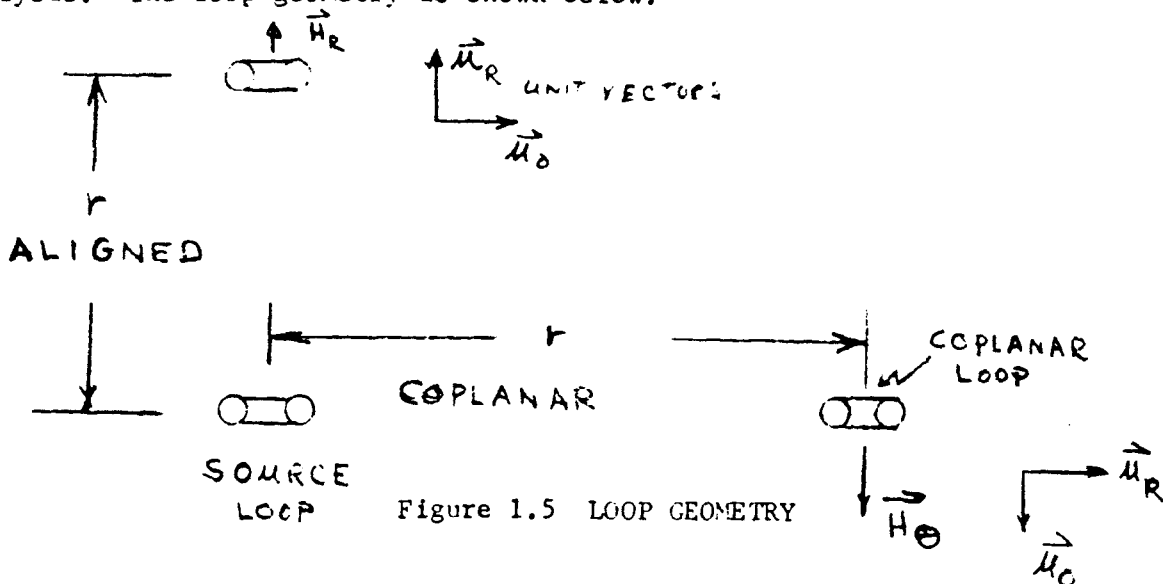 The loop geometry is shown below.
H_R
μ_R UNIT VECTORS
μ_θ
r
ALIGNED
r
COPLANAR
COPLANAR
LOOP
SOURCE
LOOP
μ_R
H_θ
μ_θ
Figure 1.5 LOOP GEOMETRY